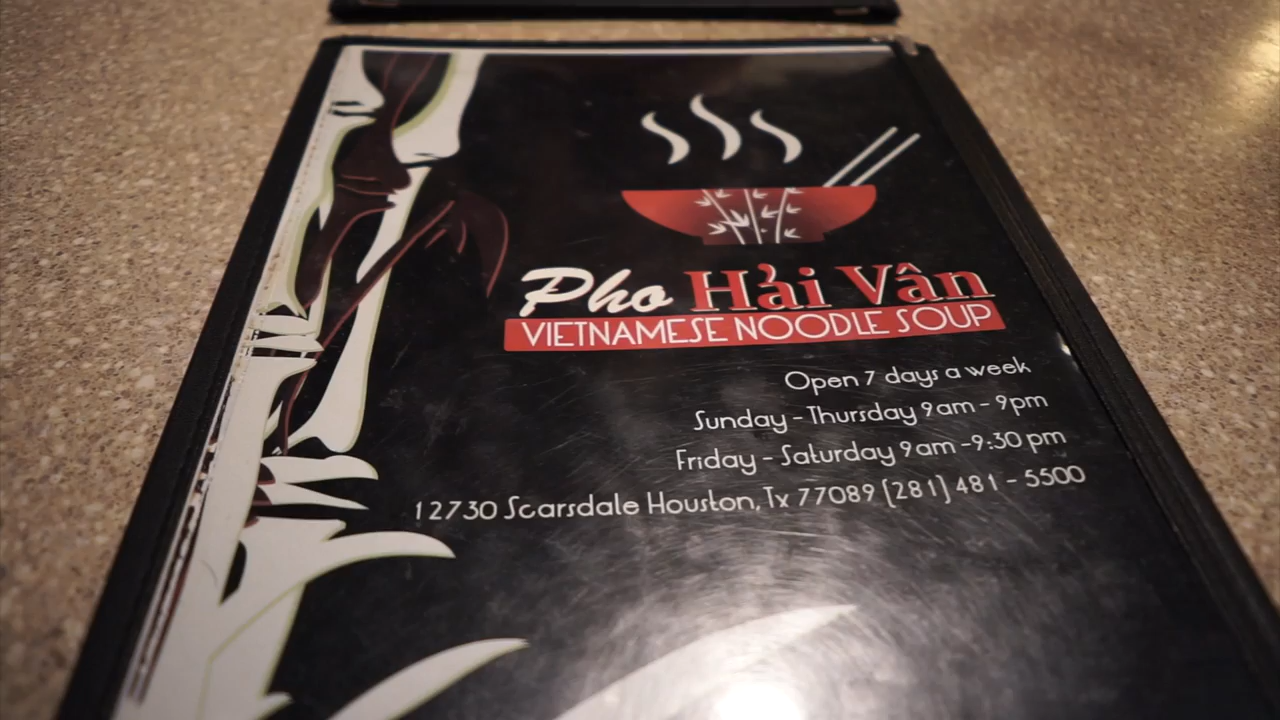 Pho Hải Vân
VIETNAMESE NOODLE SOUP
Open 7 days a week
Sunday - Thursday 9am - 9pm
Friday - Saturday 9am -9:30 pm
12730 Scarsdale Houston, Tx 77089 [281] 481 - 5500